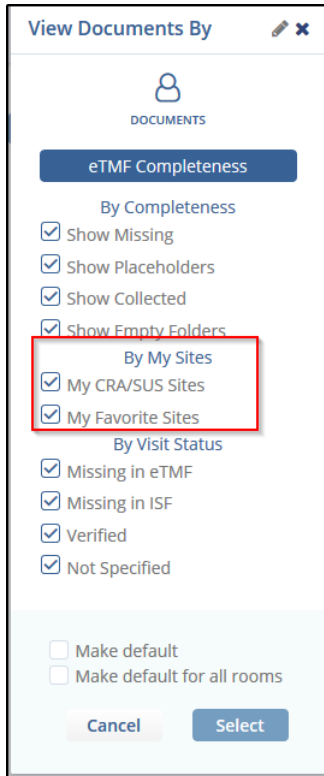 View Documents By
DOCUMENTS
eTMF Completeness
By Completeness
Show Missing
Show Placeholders
Show Collected
Show Empty Folders
By My Sites
My CRA/SUS Sites
My Favorite Sites
By Visit Status
Missing in eTMF
Missing in ISF
Verified
Not Specified
Make default
Make default for all rooms
Cancel Select